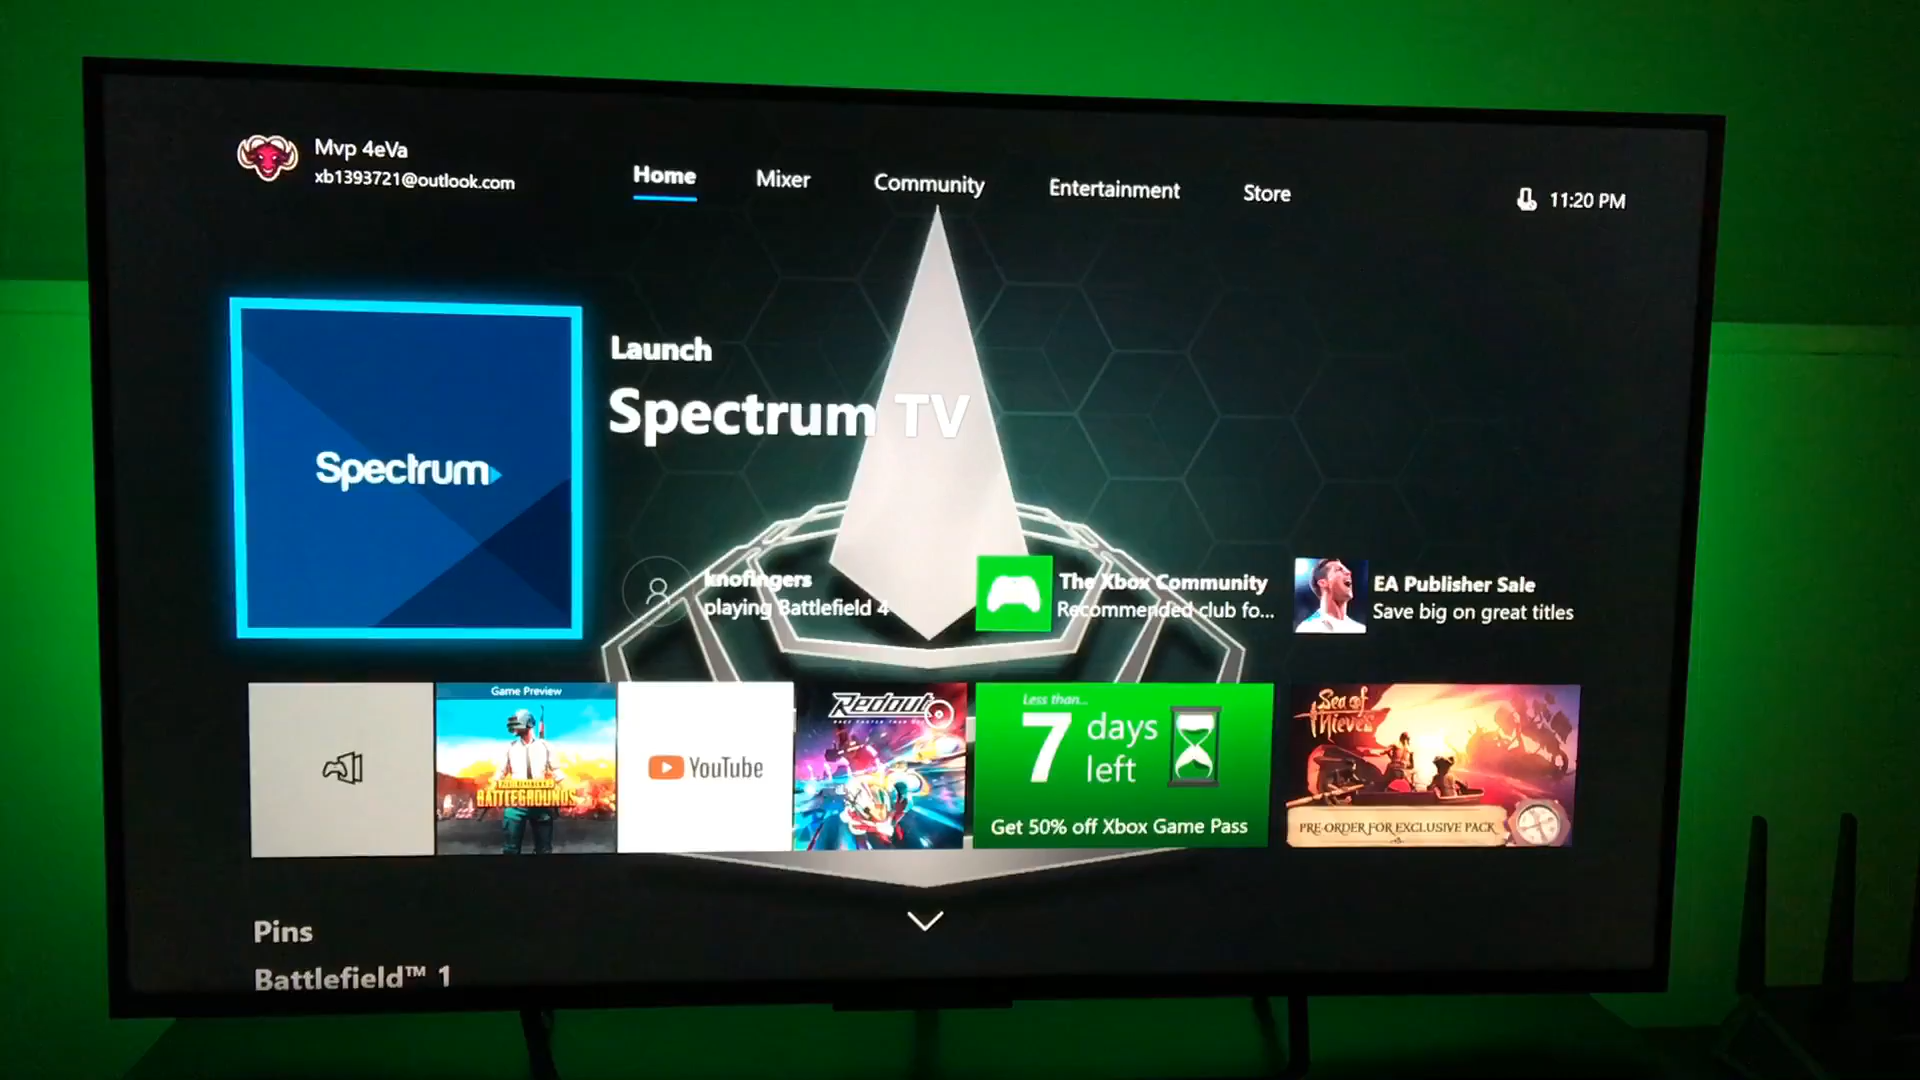 Mvp 4eVa
xb1393721@outlook.com
Home
Mixer
Community
Entertainment
Store
11:20 PM
Launch
Spectrum TV
Spectrum
knofingers
playing Battlefield 4
The Xbox Community
Recommended club fo...
EA Publisher Sale
Save big on great titles
Game Preview
BATTLEGROUNDS
YouTube
Redout
Less than...
7 days left
Get 50% off Xbox Game Pass
Sea of
Thieves
PRE-ORDER FOR EXCLUSIVE PACK
Pins
Battlefield™ 1